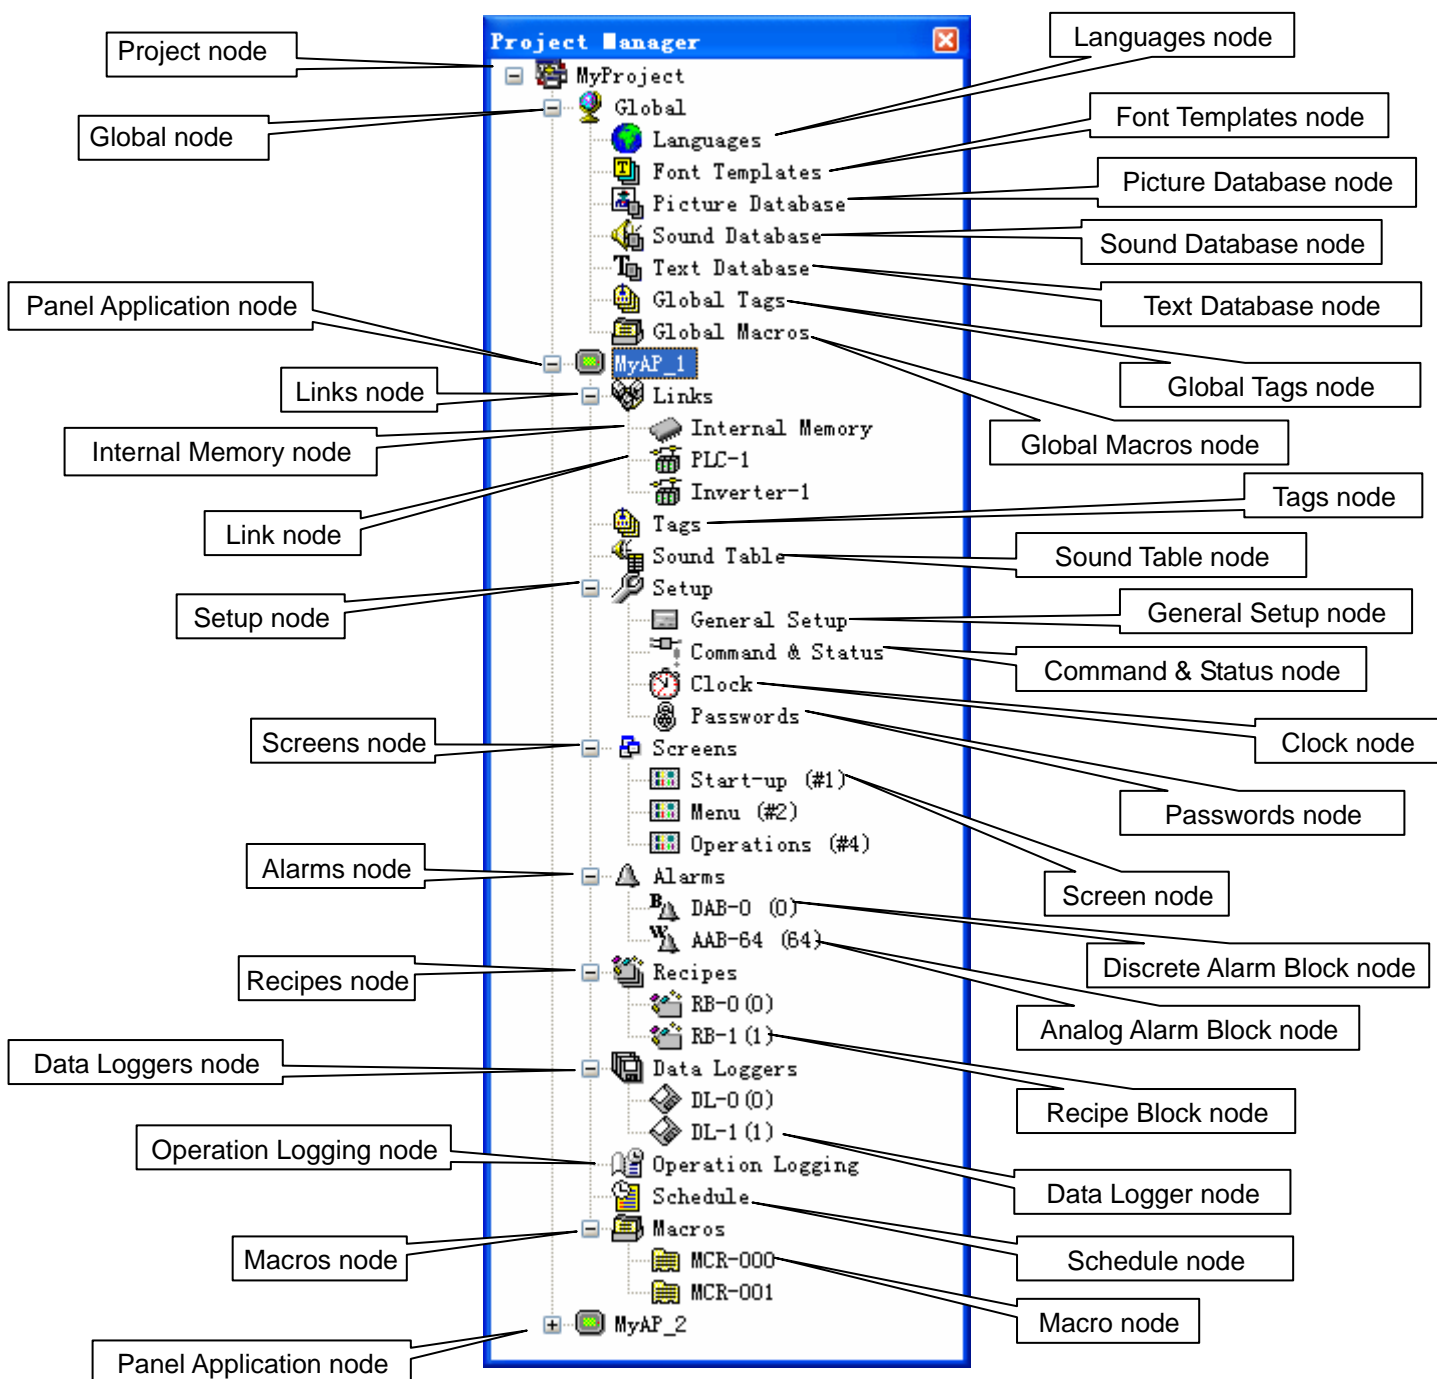 Project Manager
MyProject
Global
Languages
Font Templates
Picture Database
Sound Database
Text Database
Global Tags
Global Macros
MyAP_1
Links
Internal Memory
PLC-1
Inverter-1
Tags
Sound Table
Setup
General Setup
Command & Status
Clock
Passwords
Screens
Start-up (#1)
Menu (#2)
Operations (#4)
Alarms
DAB-0 (0)
AAB-64 (64)
Recipes
RB-0(0)
RB-1(1)
Data Loggers
DL-0(0)
DL-1(1)
Operation Logging
Schedule
Macros
MCR-000
MCR-001
MyAP_2
Project node
Global node
Panel Application node
Links node
Internal Memory node
Link node
Setup node
Screens node
Alarms node
Recipes node
Data Loggers node
Operation Logging node
Macros node
Panel Application node
Languages node
Font Templates node
Picture Database node
Sound Database node
Text Database node
Global Tags node
Global Macros node
Tags node
Sound Table node
General Setup node
Command & Status node
Clock node
Passwords node
Screen node
Discrete Alarm Block node
Analog Alarm Block node
Recipe Block node
Data Logger node
Schedule node
Macro node